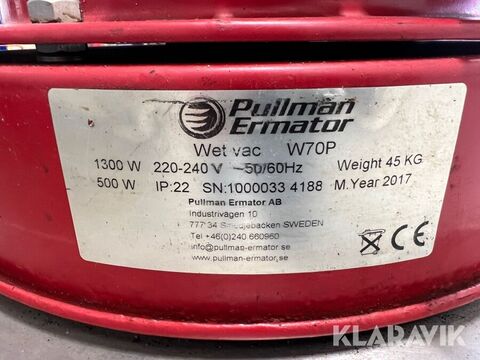 Pullman
Ermator
Wet vac W70P
1300 W 220-240 V ~50/60Hz Weight 45 KG
500 W IP:22 SN:1000033 4188 M.Year 2017
Pullman Ermator AB
Industrivägen 10
777 34 Smedjebacken SWEDEN
Tel +46(0)240 660960
info@pullman-ermator.se
www.pullman-ermator.se
CE
KLARAVIK